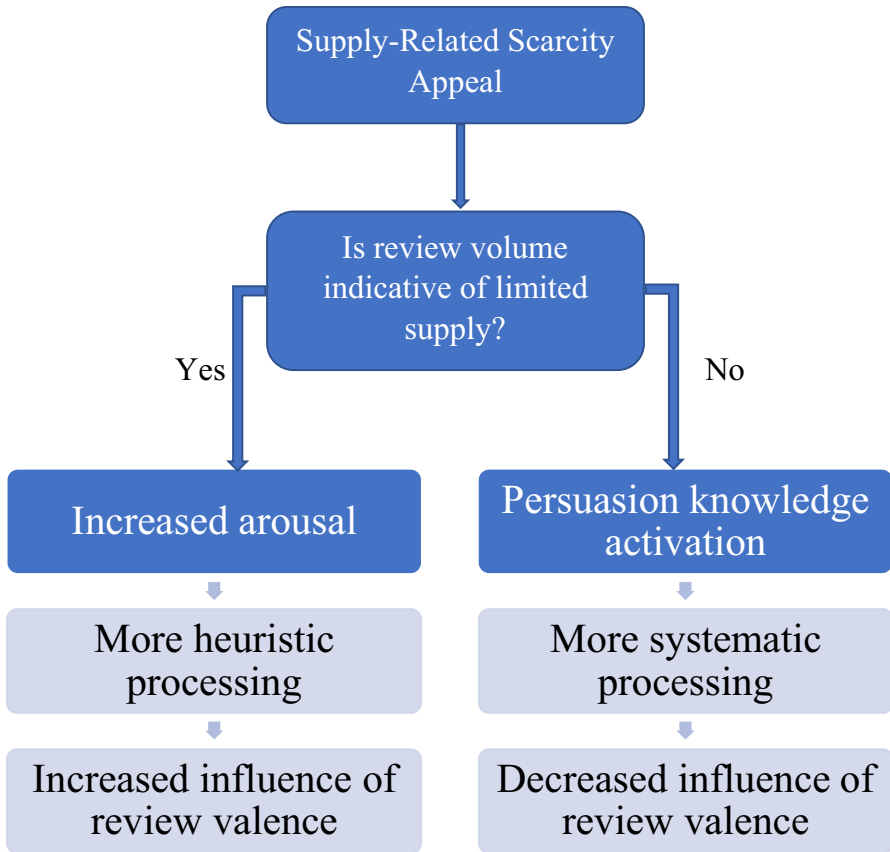 Supply-Related Scarcity
Appeal
Is review volume
indicative of limited
supply?
Yes
No
Increased arousal
Persuasion knowledge
activation
More heuristic
processing
More systematic
processing
Increased influence of
review valence
Decreased influence of
review valence